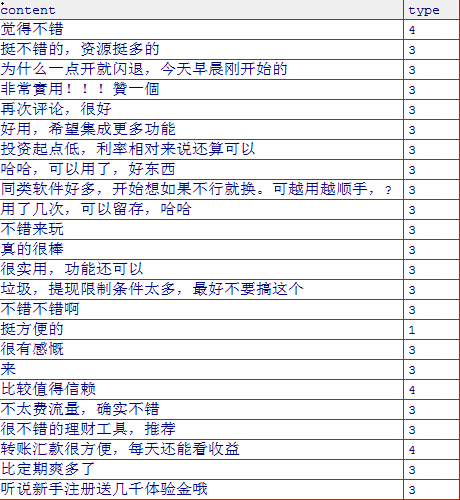 content type
觉得不错 4
挺不错的，资源挺多的 3
为什么一点开就闪退，今天早晨刚开始的 3
非常實用！！！贊一個 3
再次评论，很好 3
好用，希望集成更多功能 3
投资起点低，利率相对来说还算可以 3
哈哈，可以用了，好东西 3
同类软件好多，开始想如果不行就换。可越用越顺手，? 3
用了几次，可以留存，哈哈 3
不错来玩 3
真的很棒 3
很实用，功能还可以 3
垃圾，提现限制条件太多，最好不要搞这个 3
不错不错啊 3
挺方便的 1
很有感慨 3
来 3
比较值得信赖 4
不太费流量，确实不错 3
很不错的理财工具，推荐 3
转账汇款很方便，每天还能看收益 4
比定期爽多了 3
听说新手注册送几千体验金哦 3